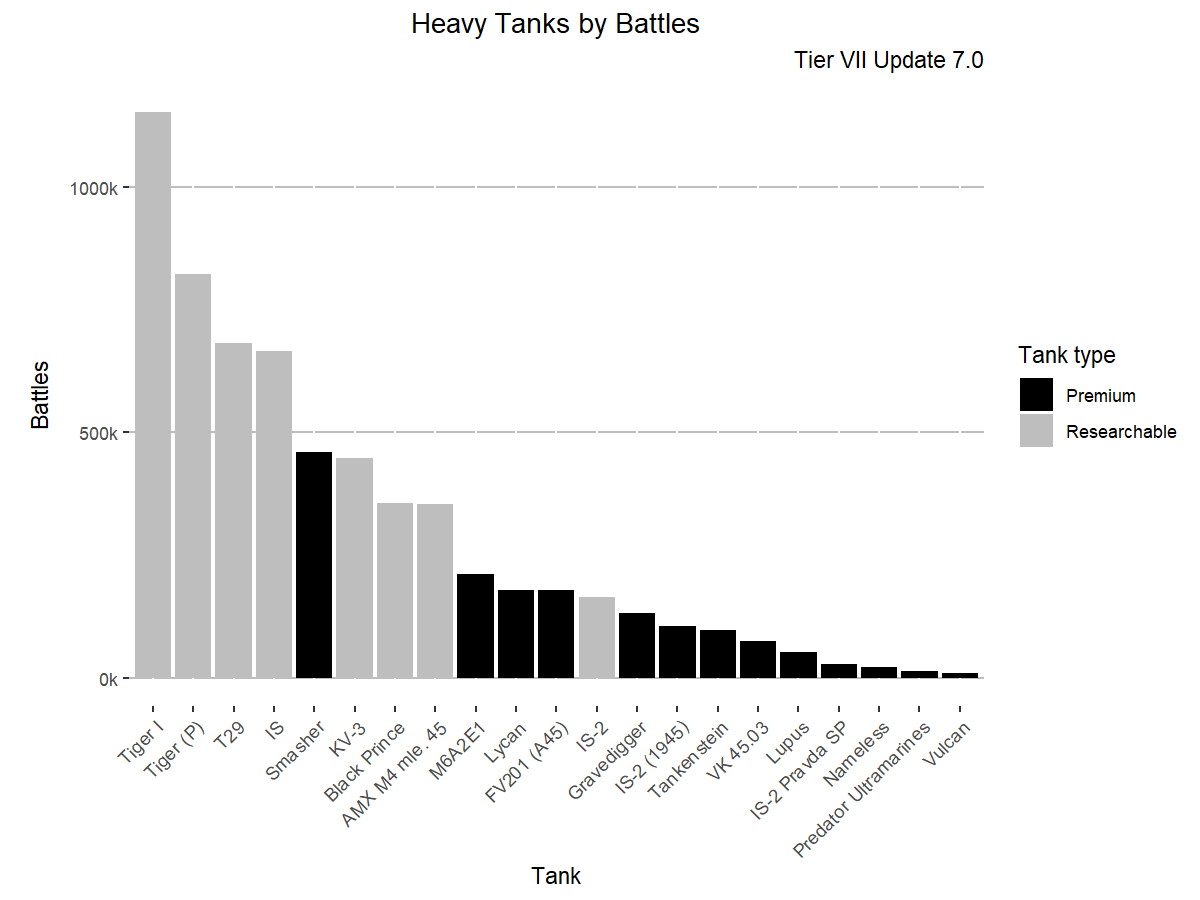 Heavy Tanks by Battles
Tier VII Update 7.0
Battles
1000k
500k
0k
Tiger I
Tiger (P)
T29
IS
Smasher
KV-3
Black Prince
AMX M4 mle. 45
M6A2E1
Lycan
FV201 (A45)
IS-2
Gravedigger
IS-2 (1945)
Tankenstein
VK 45.03
Lupus
IS-2 Pravda SP
Nameless
Predator Ultramarines
Vulcan
Tank
Tank type
Premium
Researchable